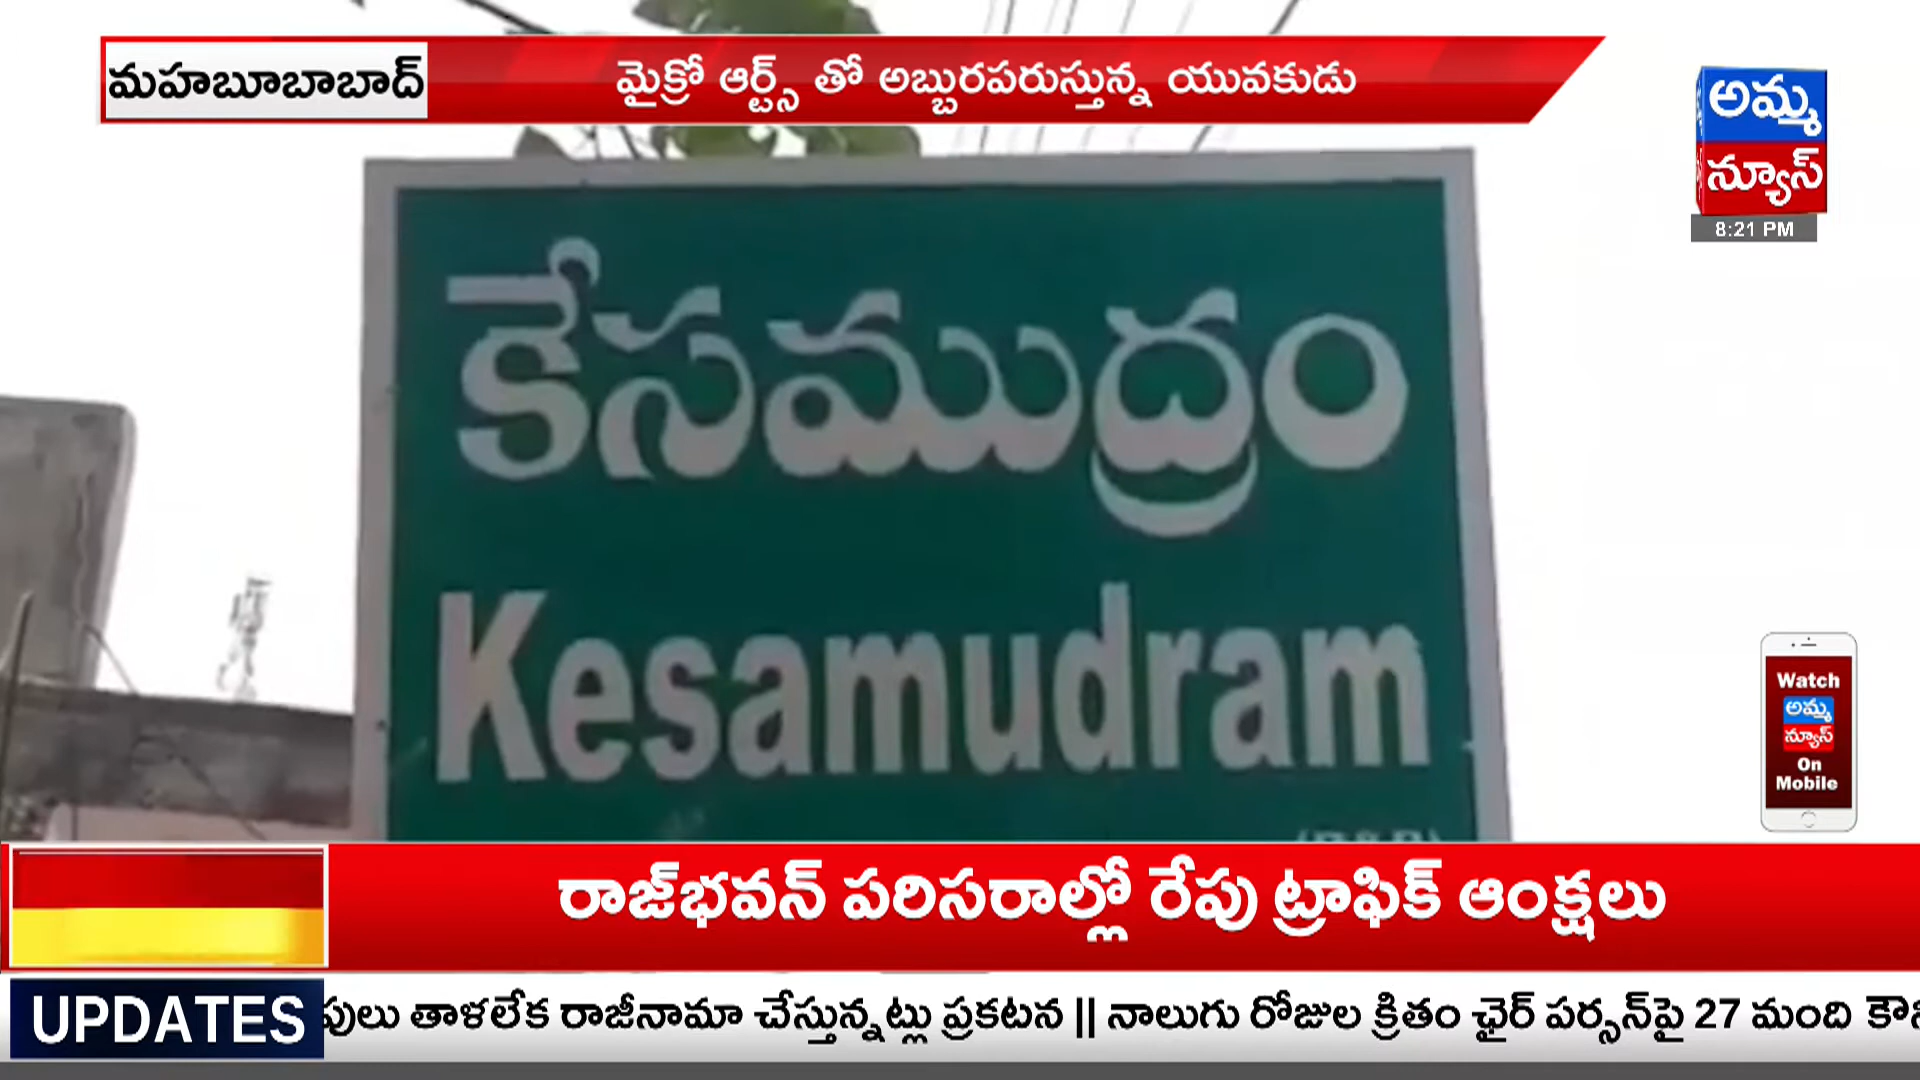 మహబూబాబాద్
మైక్రో ఆర్ట్స్ తో అబ్బురపరుస్తున్న యువకుడు
అమ్మ
న్యూస్
8:21 PM
కేసముద్రం
Kesamudram
Watch
అమ్మ
న్యూస్
On
Mobile
రాజ్‌భవన్ పరిసరాల్లో రేపు ట్రాఫిక్ ఆంక్షలు
UPDATES
పులు తాళలేక రాజీనామా చేస్తున్నట్లు ప్రకటన || నాలుగు రోజుల క్రితం ఛైర్ పర్సన్‌పై 27 మంది